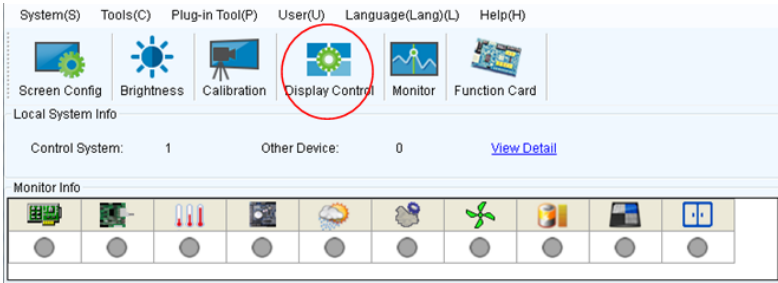 System(S) Tools(C) Plug-in Tool(P) User(U) Language(Lang)(L) Help(H)
Screen Config Brightness Calibration Display Control Monitor Function Card
Local System Info
Control System: 1 Other Device: 0 View Detail
Monitor Info